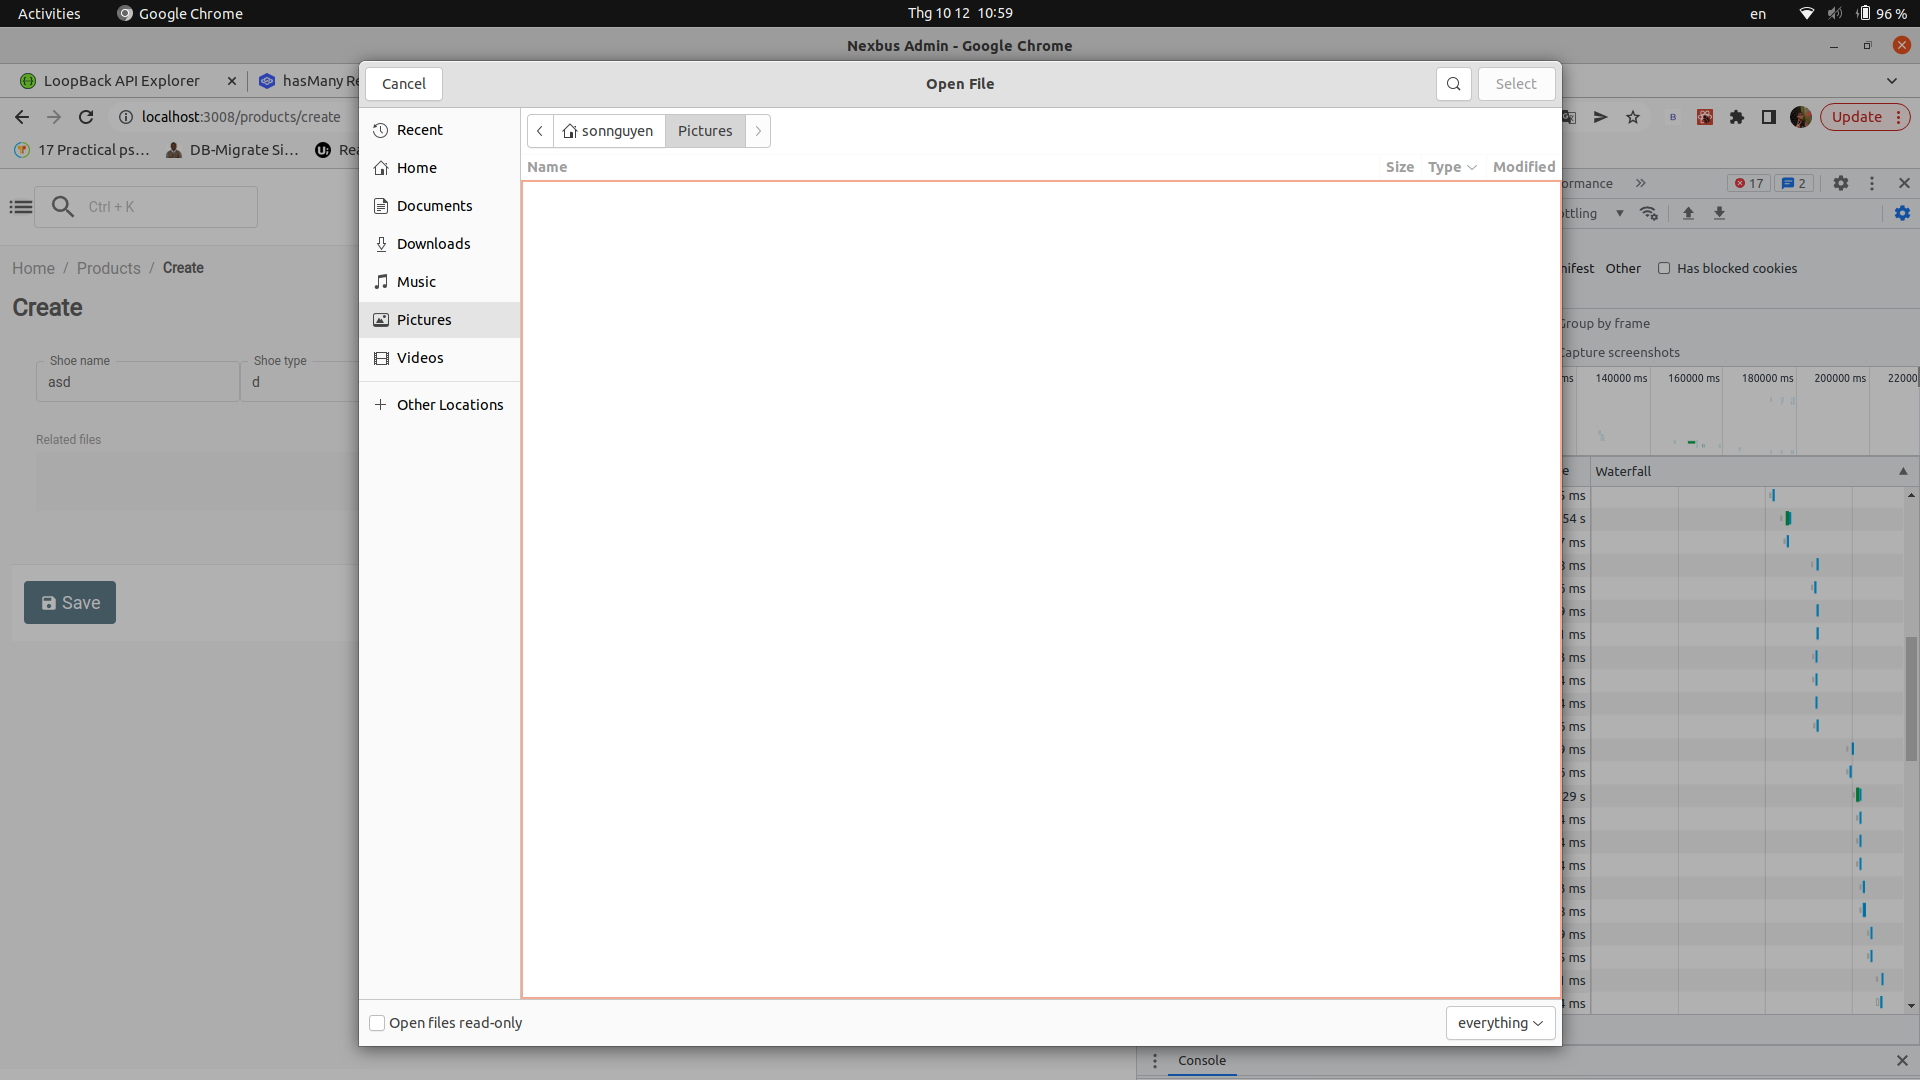 Activities
Google Chrome
Thg 10 12 10:59
en
96 %
Nexbus Admin - Google Chrome
LoopBack API Explorer
hasMany Re
Cancel
Open File
Select
localhost:3008/products/create
Update
17 Practical ps...
DB-Migrate Si...
Rea
Recent
Home
Documents
Downloads
Music
Pictures
Videos
Other Locations
sonnguyen
Pictures
Name
Size
Type
Modified
Open files read-only
everything
Ctrl + K
Home / Products / Create
Create
Shoe name
asd
Shoe type
d
Related files
Save
ormance
17
2
ottling
nifest
Other
Has blocked cookies
Group by frame
Capture screenshots
ms
140000 ms
160000 ms
180000 ms
200000 ms
22000
e
Waterfall
ms
54 s
ms
ms
ms
ms
ms
ms
ms
ms
ms
ms
ms
29 s
ms
ms
ms
ms
ms
ms
ms
ms
ms
Console